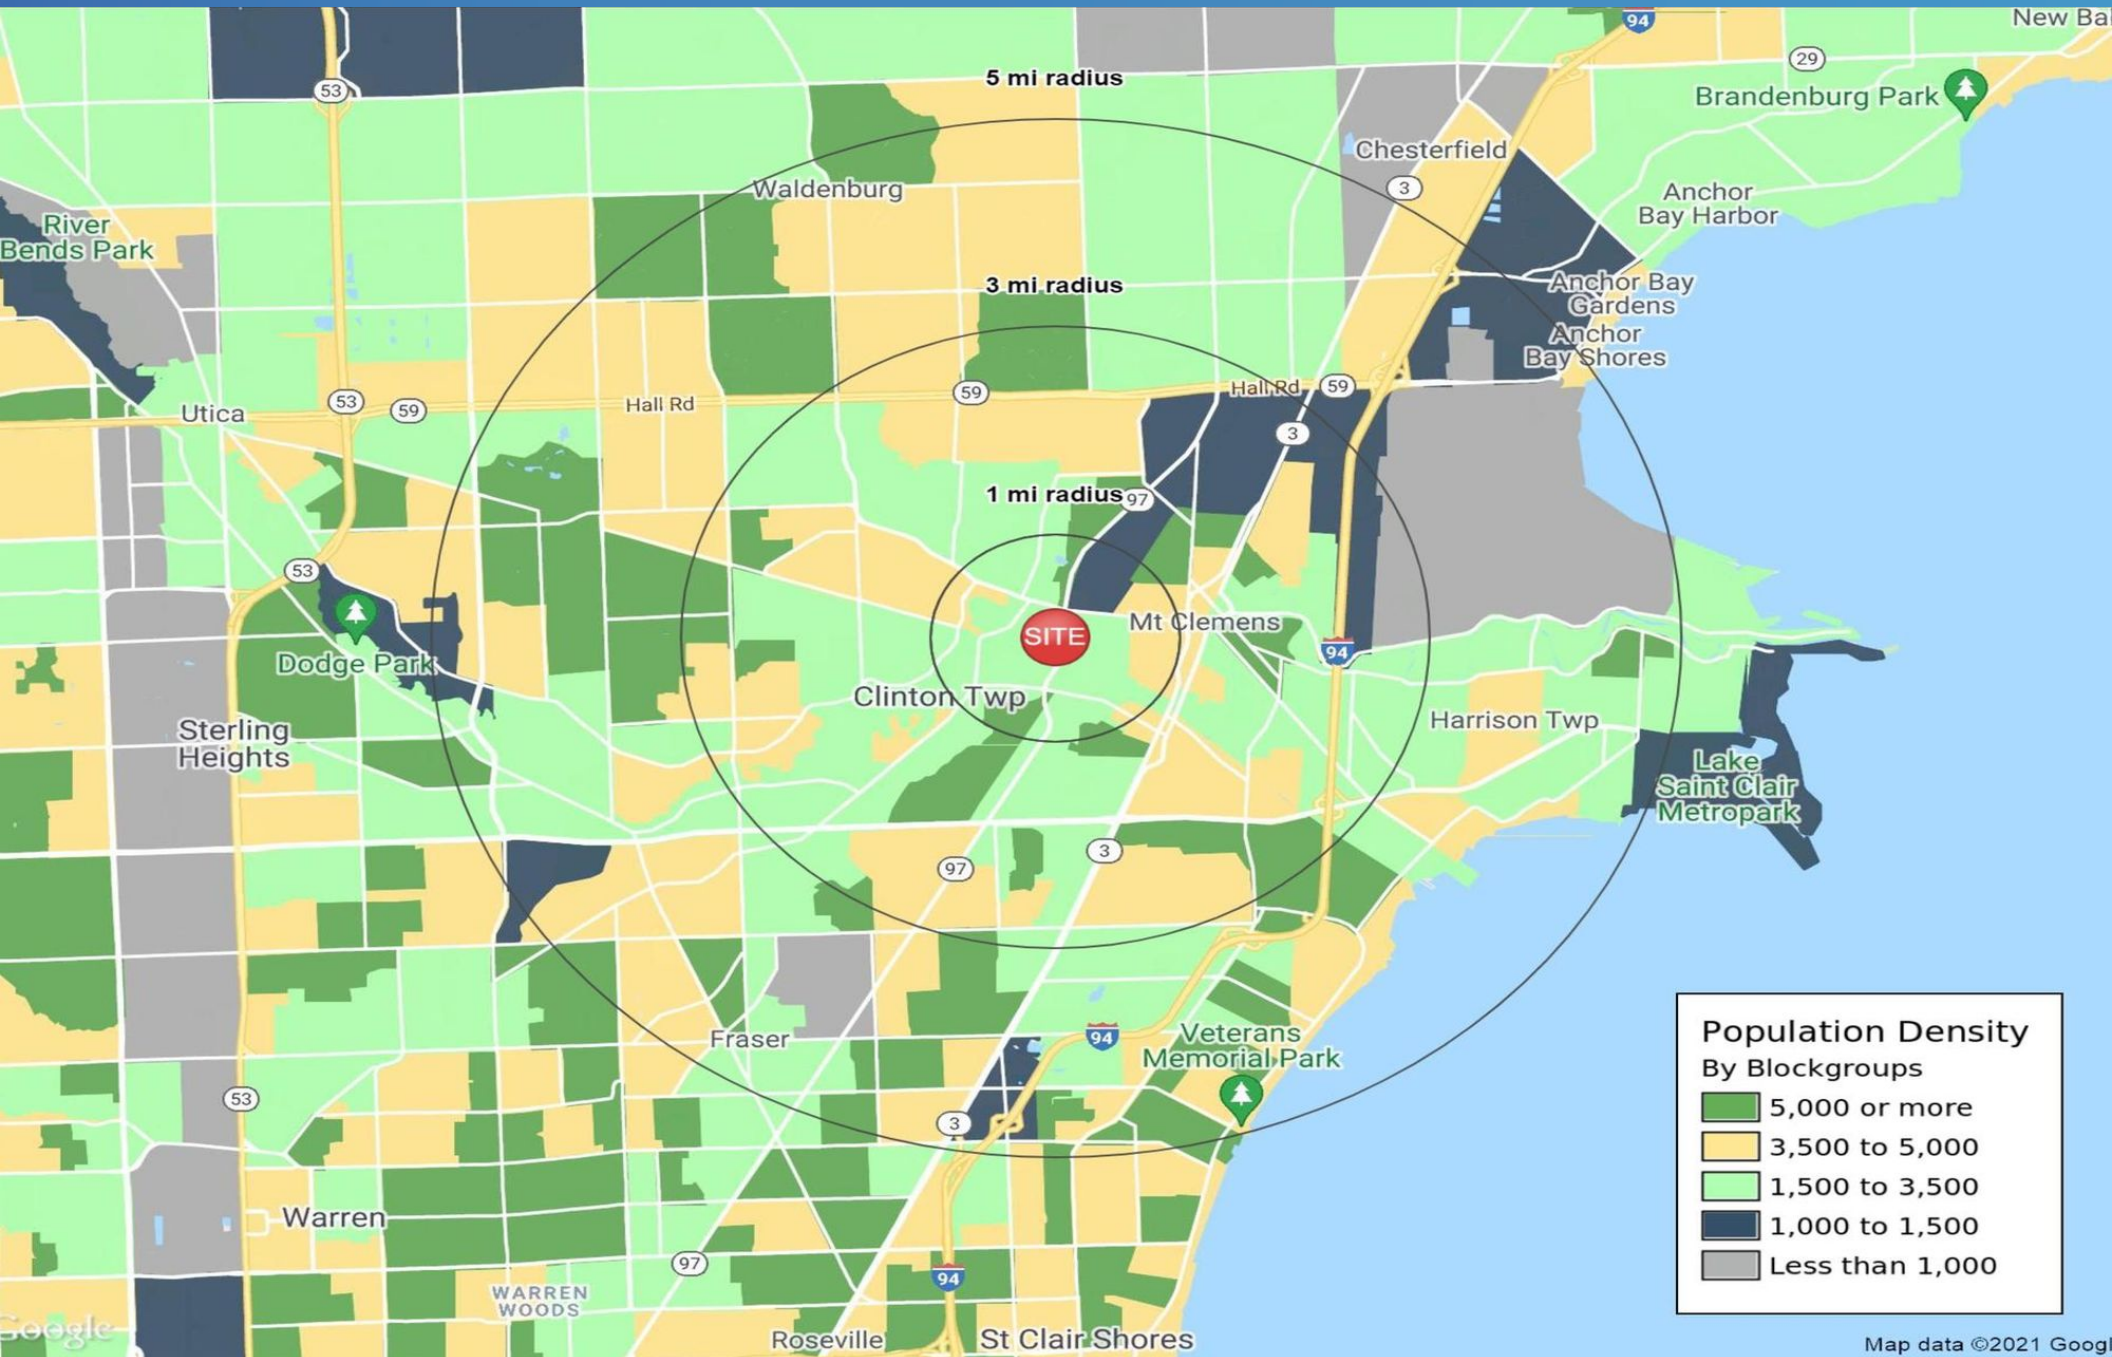 94
New Ba
29
53
5 mi radius
Brandenburg Park
Chesterfield
3
Waldenburg
Anchor
Bay Harbor
River
Bends Park
3 mi radius
Anchor Bay
Gardens
Anchor
Bay Shores
Hall Rd
59
59
53
59
Hall Rd
Utica
3
1 mi radius
97
53
Mt Clemens
SITE
94
Dodge Park
Clinton Twp
Harrison Twp
Sterling
Heights
Lake
Saint Clair
Metropark
3
97
Fraser
94
Veterans
Memorial Park
53
3
Warren
97
94
WARREN
WOODS
Google
Roseville
St Clair Shores
Population Density
By Blockgroups
5,000 or more
3,500 to 5,000
1,500 to 3,500
1,000 to 1,500
Less than 1,000
Map data ©2021 Googl